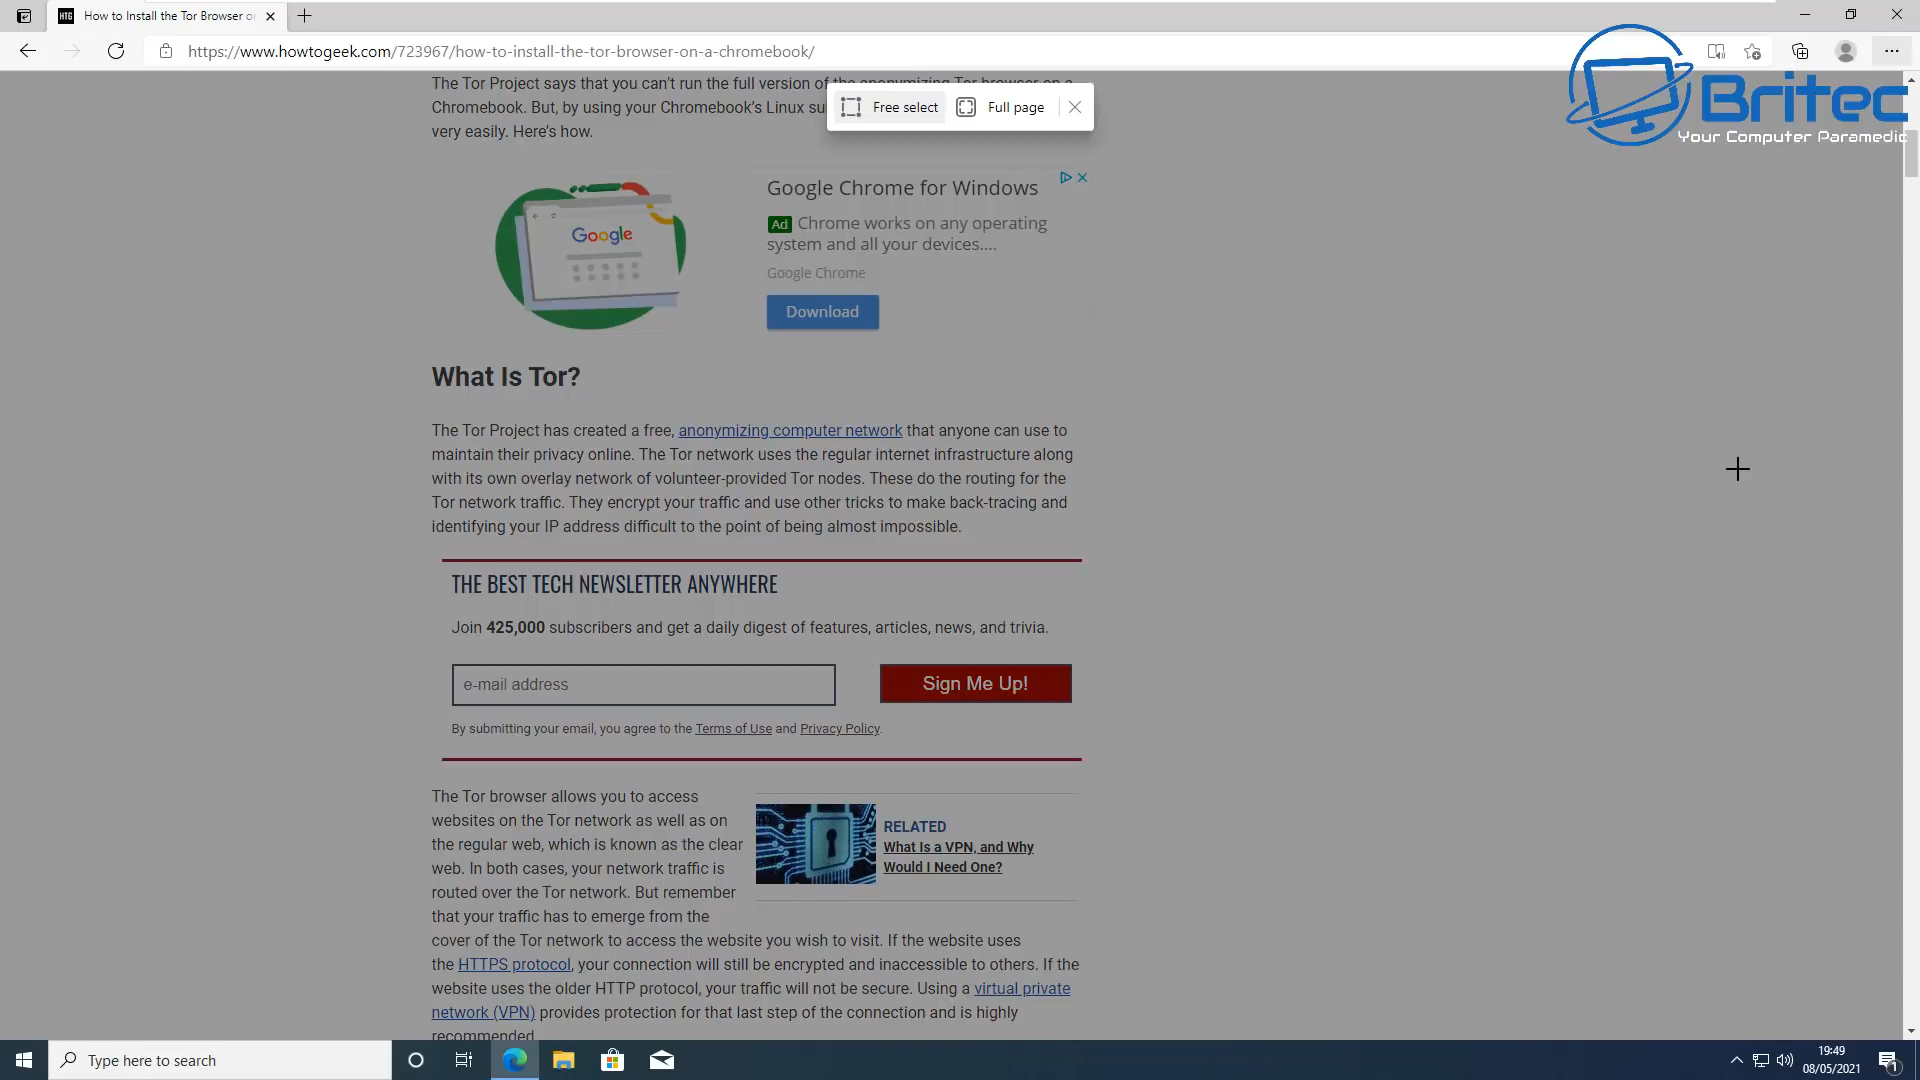 HTG How to Install the Tor Browser o
https://www.howtogeek.com/723967/how-to-install-the-tor-browser-on-a-chromebook/
Britec
Your Computer Paramedic
The Tor Project says that you can't run the full version of the anonymizing Tor browser on a
Chromebook. But, by using your Chromebook's Linux su
very easily. Here's how.
Free select Full page
Google Chrome for Windows
Ad Chrome works on any operating
system and all your devices....
Google Chrome
Download
Google
What Is Tor?
The Tor Project has created a free, anonymizing computer network that anyone can use to
maintain their privacy online. The Tor network uses the regular internet infrastructure along
with its own overlay network of volunteer-provided Tor nodes. These do the routing for the
Tor network traffic. They encrypt your traffic and use other tricks to make back-tracing and
identifying your IP address difficult to the point of being almost impossible.
THE BEST TECH NEWSLETTER ANYWHERE
Join 425,000 subscribers and get a daily digest of features, articles, news, and trivia.
e-mail address
Sign Me Up!
By submitting your email, you agree to the Terms of Use and Privacy Policy.
The Tor browser allows you to access
websites on the Tor network as well as on
the regular web, which is known as the clear
web. In both cases, your network traffic is
routed over the Tor network. But remember
that your traffic has to emerge from the
cover of the Tor network to access the website you wish to visit. If the website uses
the HTTPS protocol, your connection will still be encrypted and inaccessible to others. If the
website uses the older HTTP protocol, your traffic will not be secure. Using a virtual private
network (VPN) provides protection for that last step of the connection and is highly
recommended
RELATED
What Is a VPN, and Why
Would I Need One?
Type here to search
19:49
08/05/2021
1